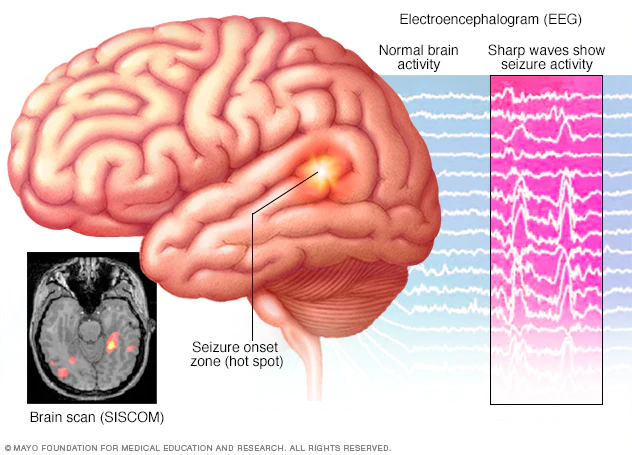 Electroencephalogram (EEG)
Normal brain
activity
Sharp waves show
seizure activity
Seizure onset
zone (hot spot)
Brain scan (SISCOM)
© MAYO FOUNDATION FOR MEDICAL EDUCATION AND RESEARCH. ALL RIGHTS RESERVED.